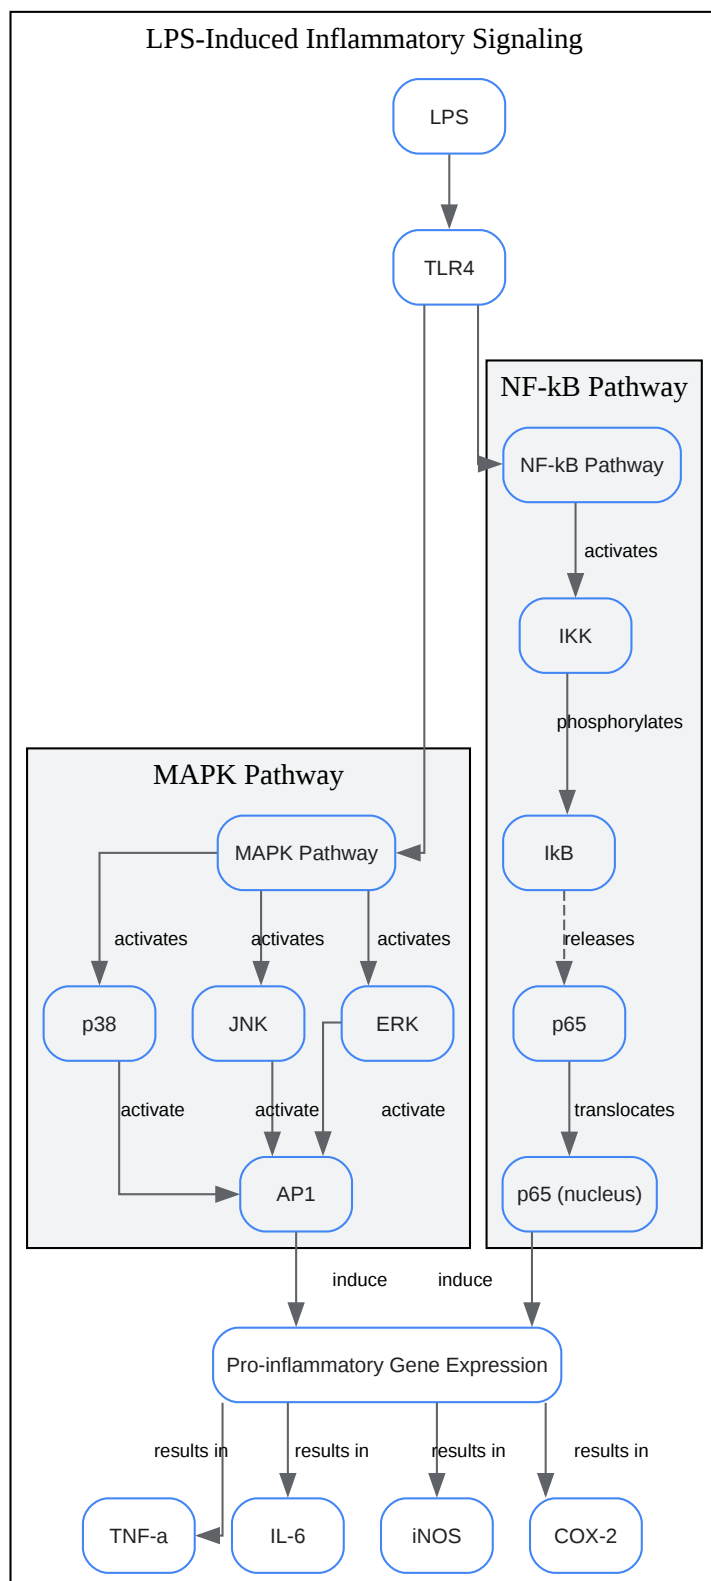 LPS-Induced Inflammatory Signaling
LPS
TLR4
NF-kB Pathway
NF-kB Pathway
activates
IKK
phosphorylates
MAPK Pathway
MAPK Pathway
IkB
activates
activates
activates
releases
p38
JNK
ERK
p65
activate
activate
activate
translocates
AP1
p65 (nucleus)
induce
induce
Pro-inflammatory Gene Expression
results in
results in
results in
results in
TNF-a
IL-6
iNOS
COX-2